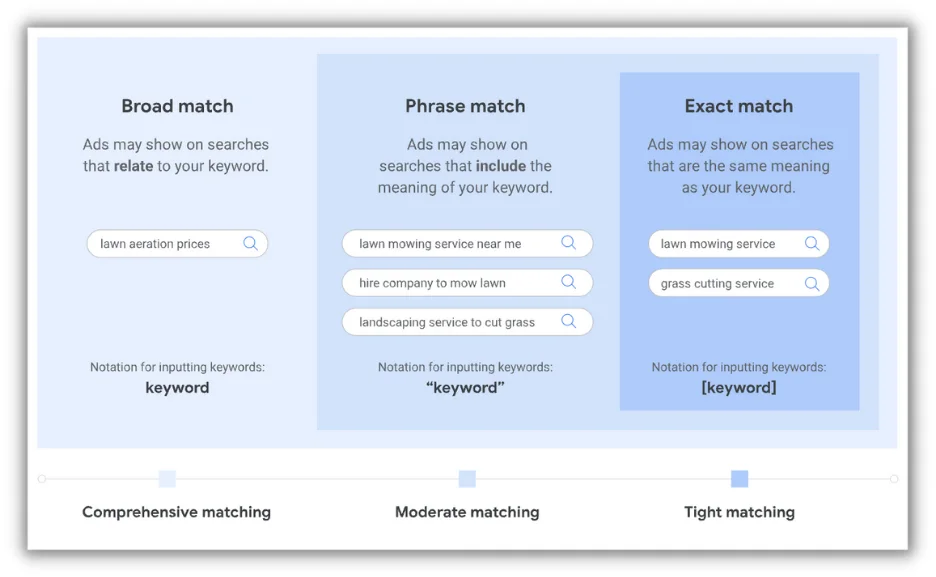 Broad match
Ads may show on searches
that relate to your keyword.
lawn aeration prices
Notation for inputting keywords:
keyword
Phrase match
Ads may show on
searches that include the
meaning of your keyword.
lawn mowing service near me
hire company to mow lawn
landscaping service to cut grass
Notation for inputting keywords:
“keyword”
Exact match
Ads may show on searches
that are the same meaning
as your keyword.
lawn mowing service
grass cutting service
Notation for inputting keywords:
[keyword]
Comprehensive matching
Moderate matching
Tight matching